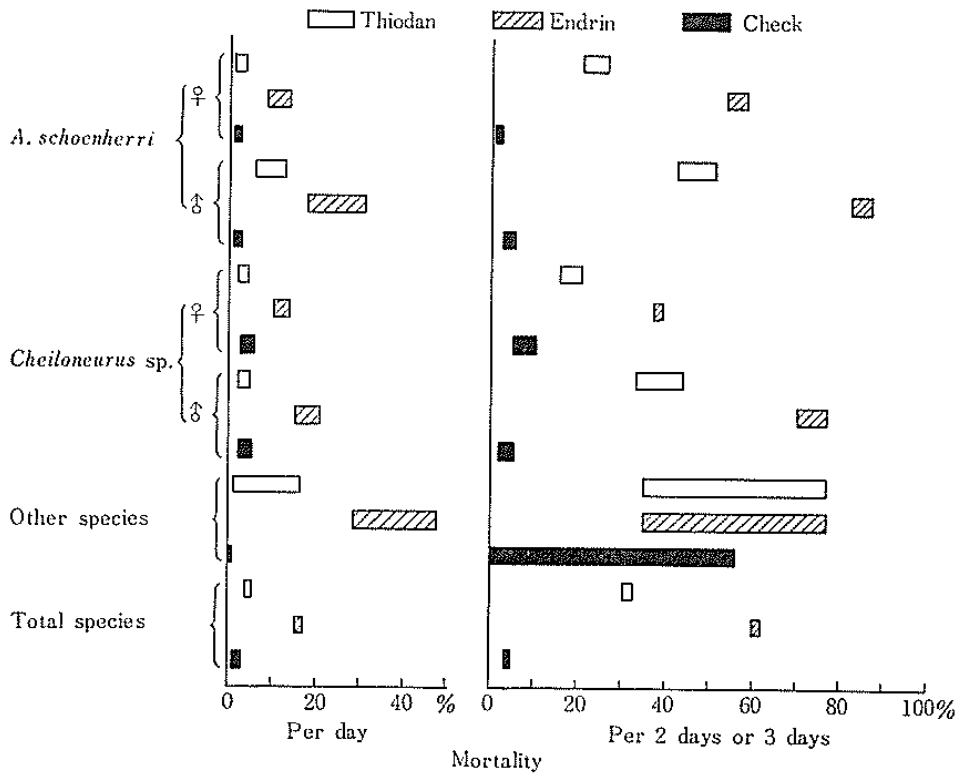 Thiodan Endrin Check
A. schoenherri
♀
♂
Cheiloneurus sp.
♀
♂
Other species
Total species
0 20 40 %
0 20 40 60 80 100%
Per day
Per 2 days or 3 days
Mortality